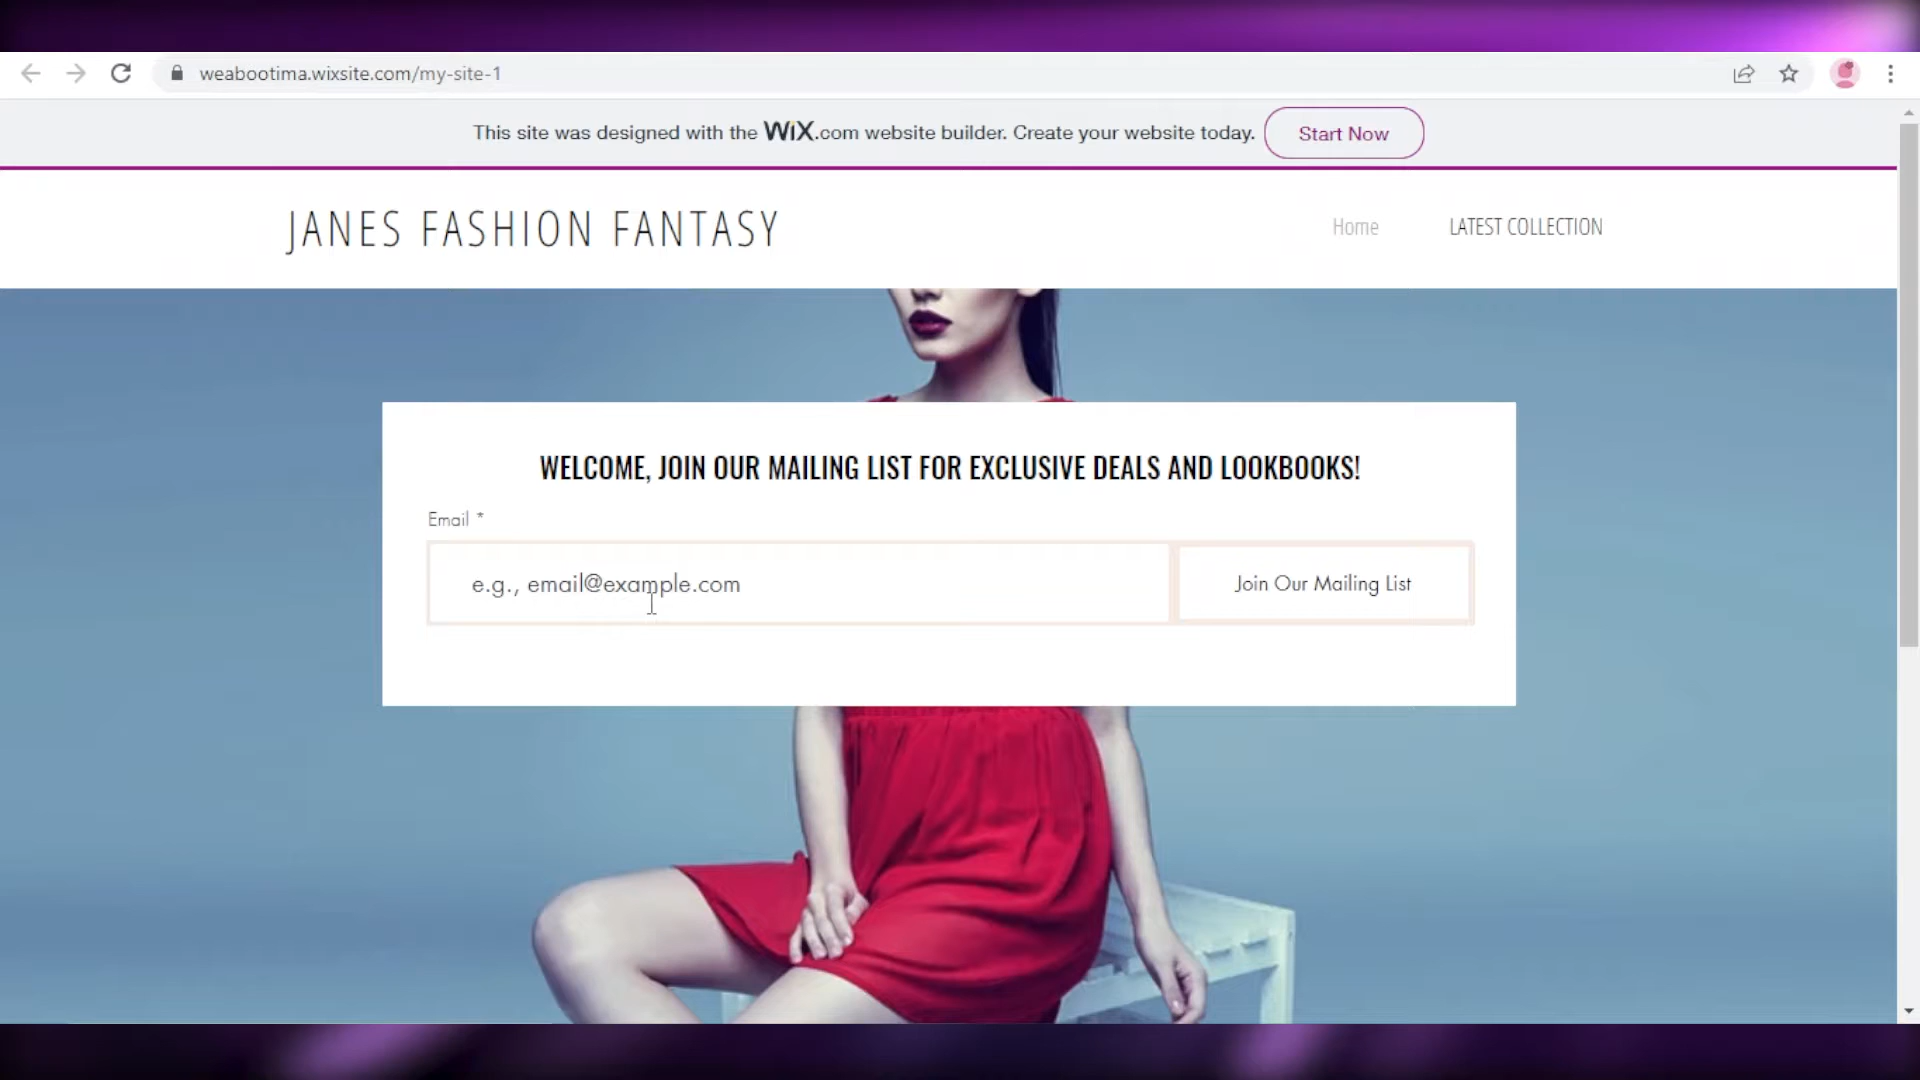 weabootima.wixsite.com/my-site-1
This site was designed with the WiX.com website builder. Create your website today. Start Now
JANES FASHION FANTASY
Home LATEST COLLECTION
WELCOME, JOIN OUR MAILING LIST FOR EXCLUSIVE DEALS AND LOOKBOOKS!
Email *
e.g., email@example.com Join Our Mailing List